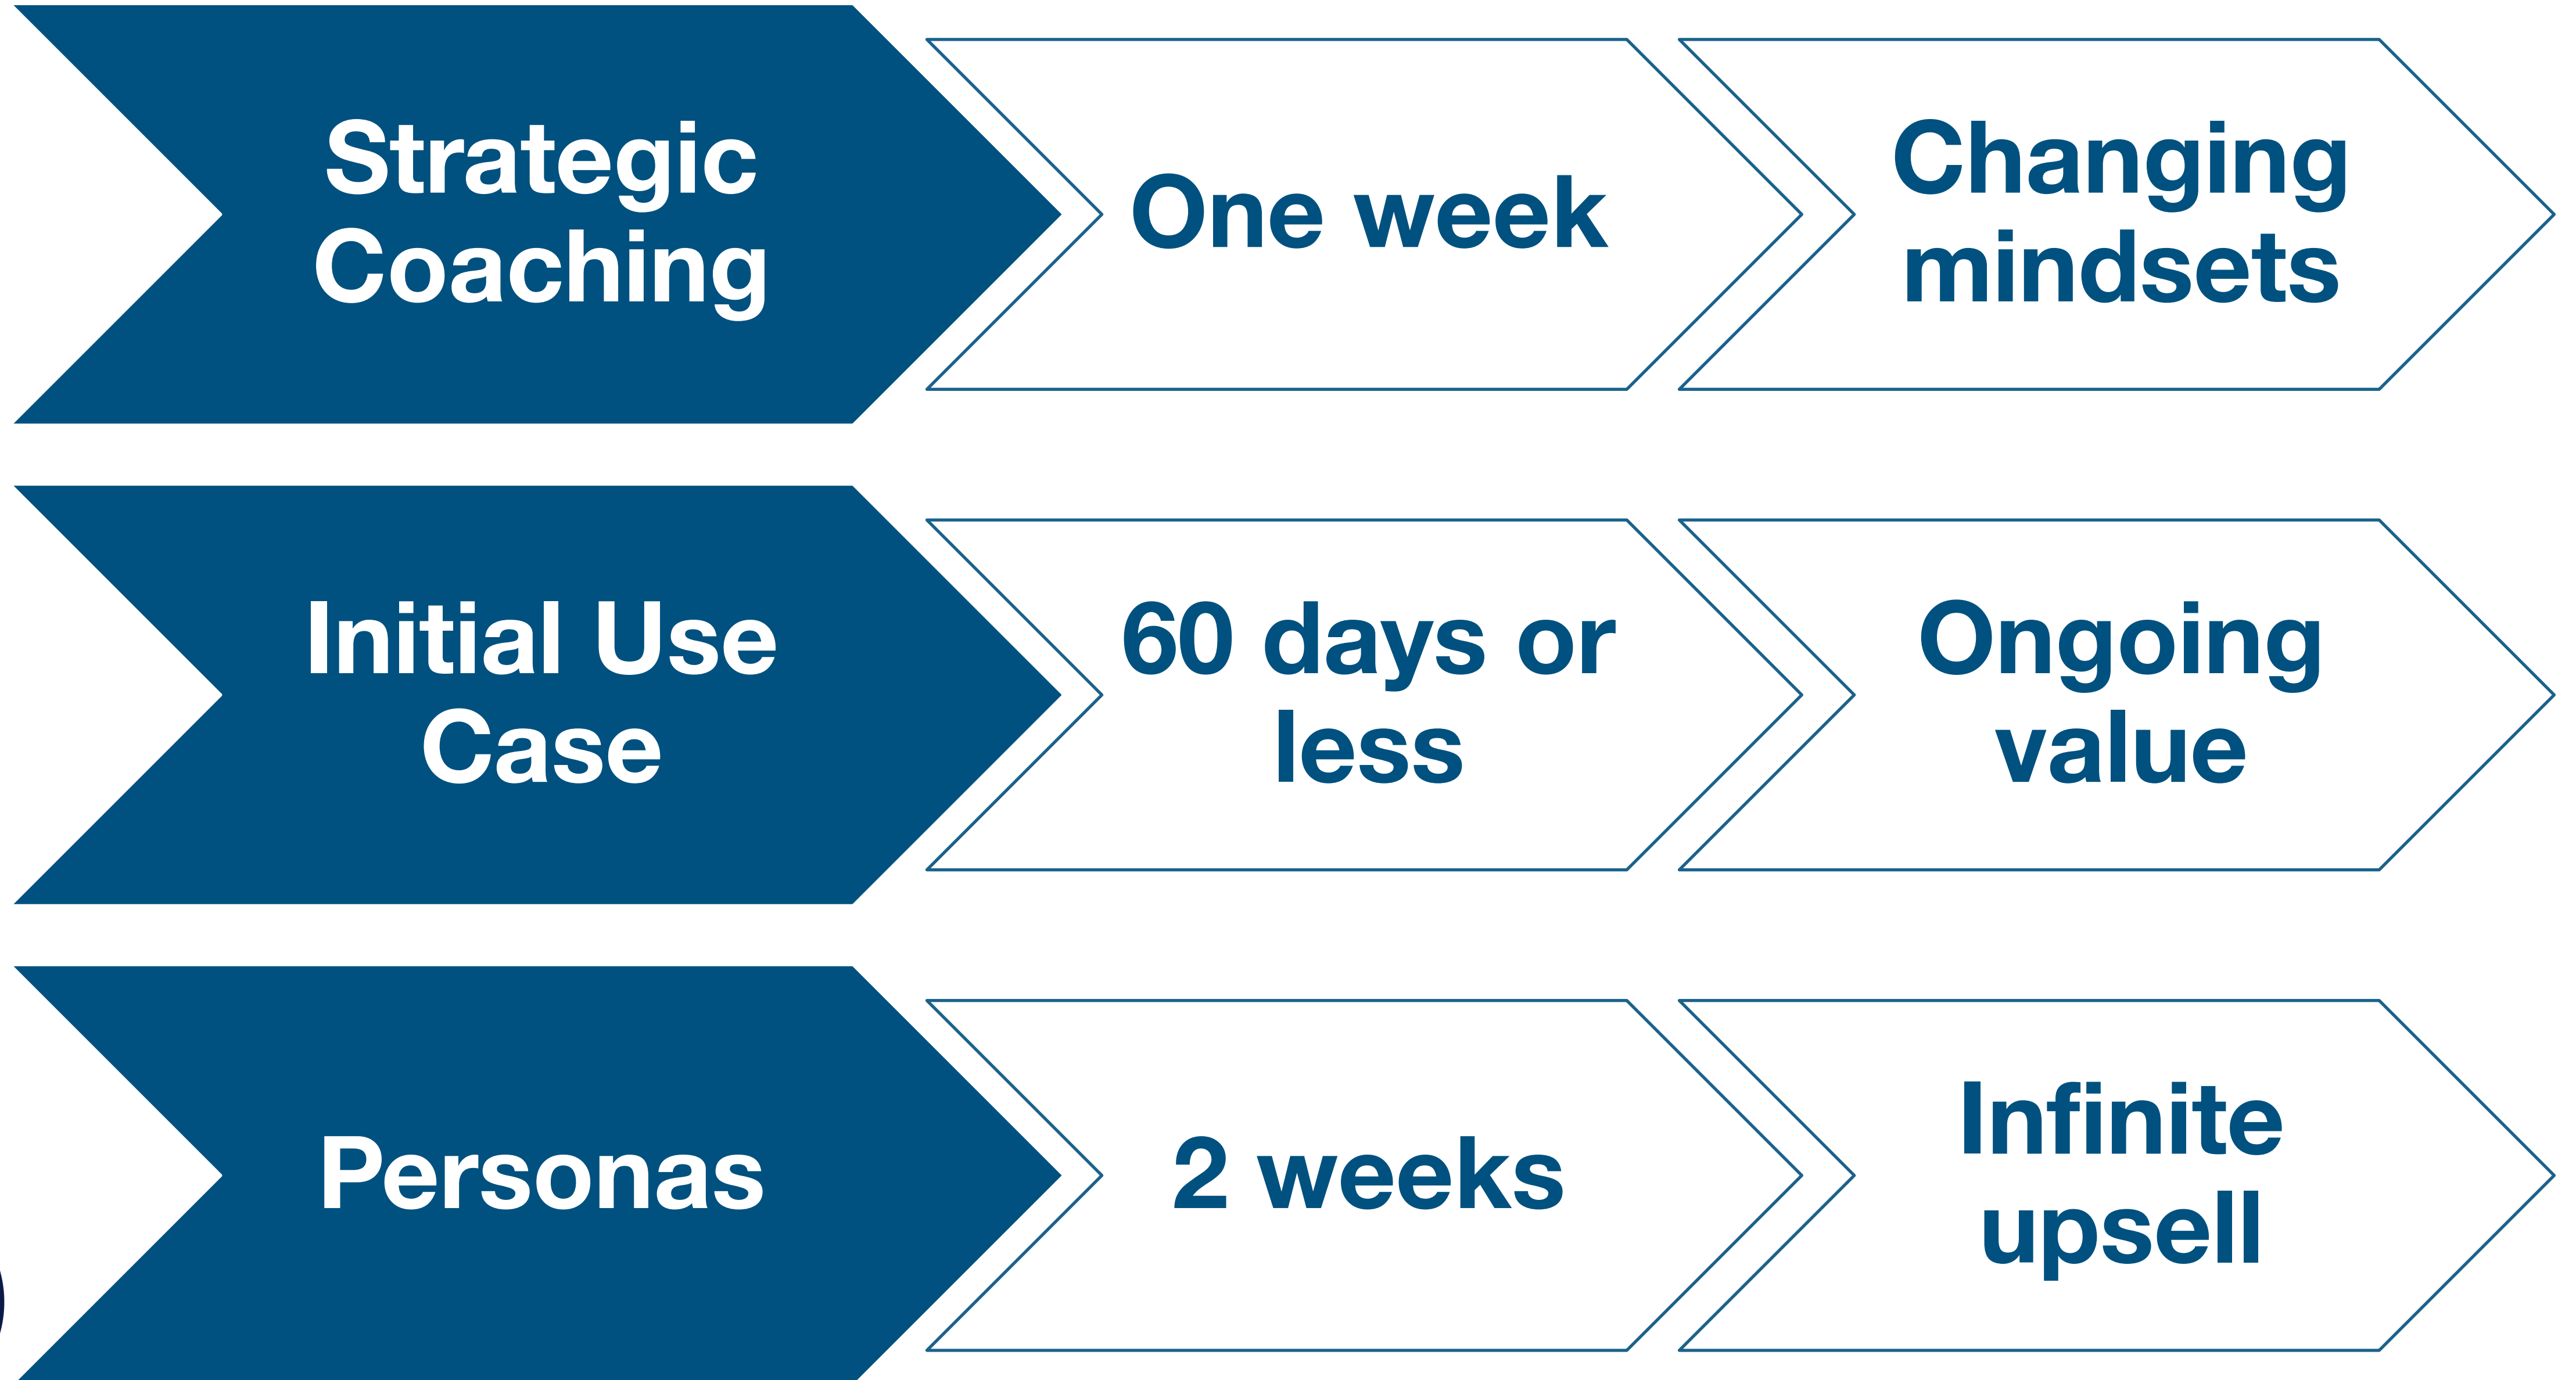 Strategic
Coaching
One week
Changing
mindsets
Initial Use
Case
60 days or
less
Ongoing
value
Personas
2 weeks
Infinite
upsell